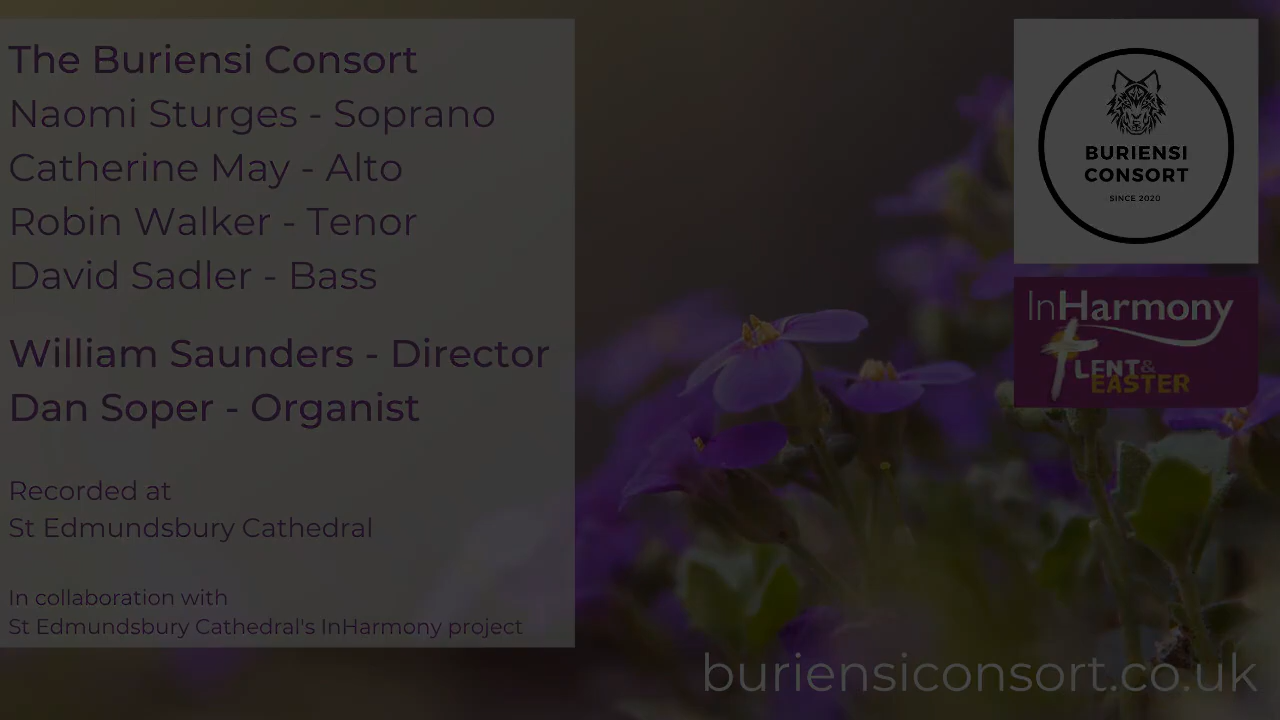 The Buriensi Consort
Naomi Sturges - Soprano
Catherine May - Alto
Robin Walker - Tenor
David Sadler - Bass
William Saunders - Director
Dan Soper - Organist
Recorded at
St Edmundsbury Cathedral
In collaboration with
St Edmundsbury Cathedral's InHarmony project
BURIENSI
CONSORT
SINCE 2020
InHarmony
LENT &
EASTER
buriensiconsort.co.uk